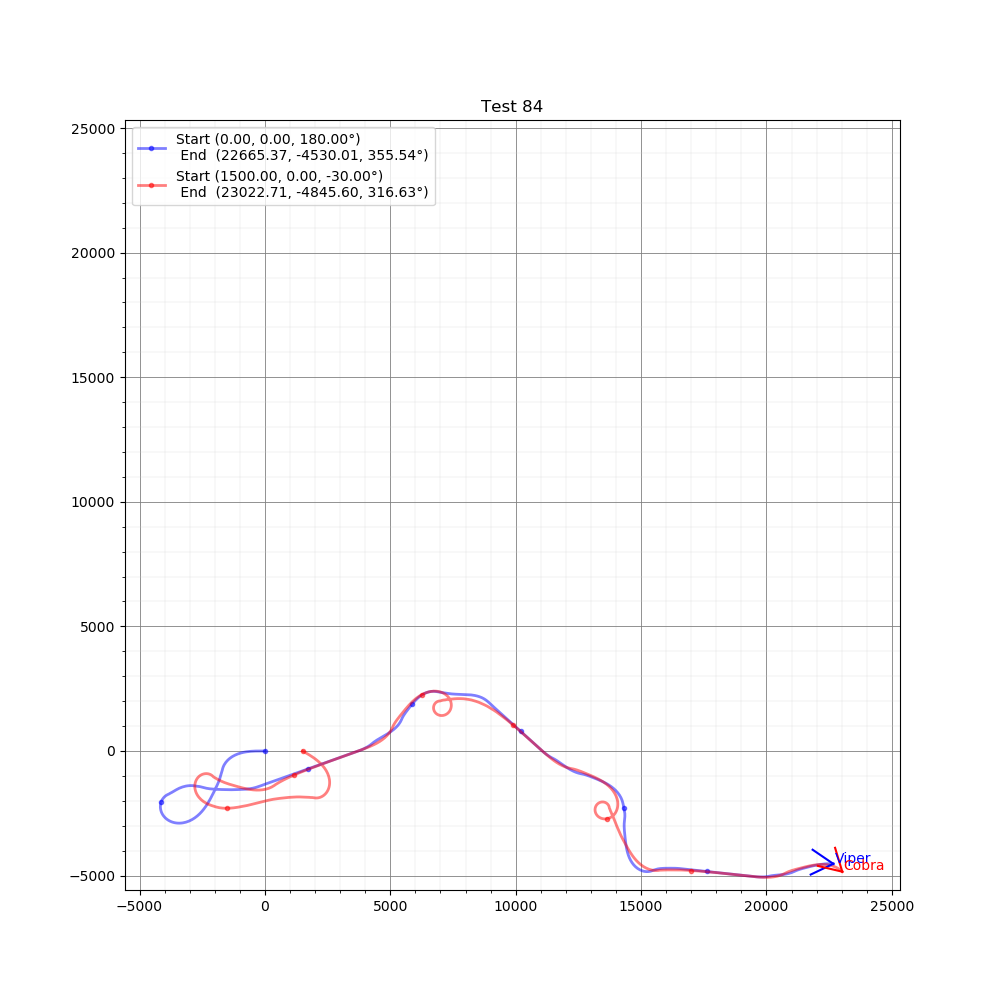 Test 84
Start (0.00, 0.00, 180.00°)
End (22665.37, -4530.01, 355.54°)
Start (1500.00, 0.00, -30.00°)
End (23022.71, -4845.60, 316.63°)
25000
20000
15000
10000
5000
0
−5000
Viper
Cobra
−5000 0 5000 10000 15000 20000 25000